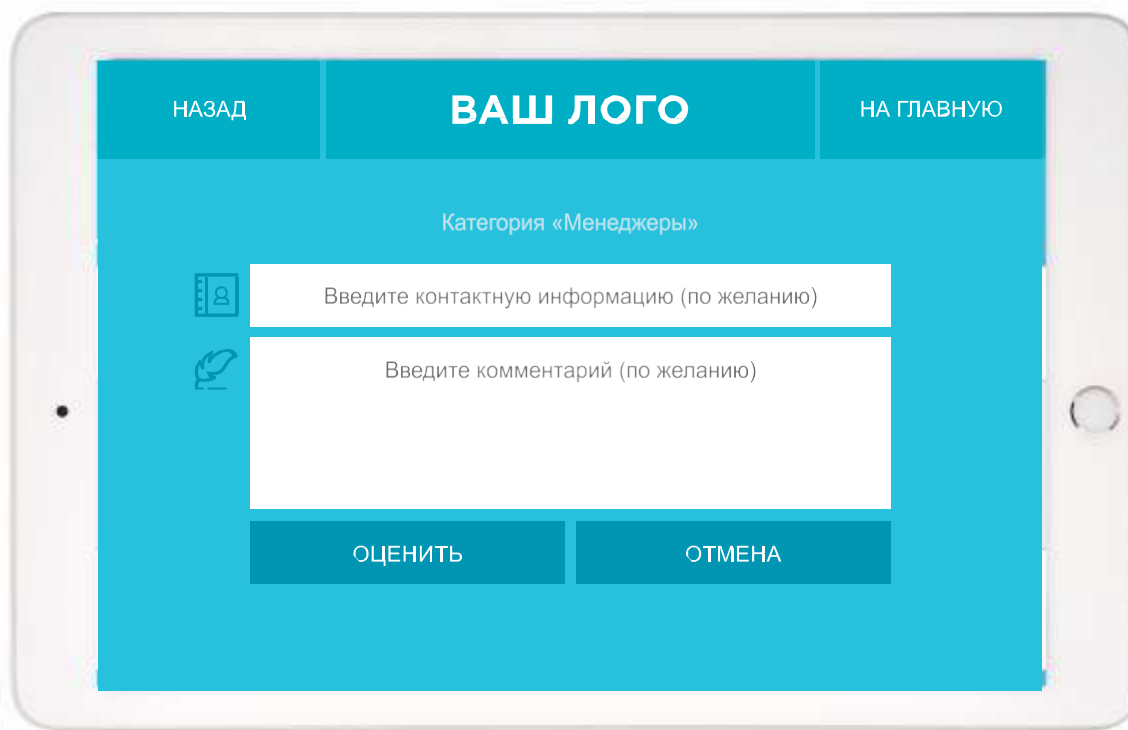 НАЗАД
ВАШ ЛОГО
НА ГЛАВНУЮ
Категория «Менеджеры»
Введите контактную информацию (по желанию)
Введите комментарий (по желанию)
ОЦЕНИТЬ
ОТМЕНА